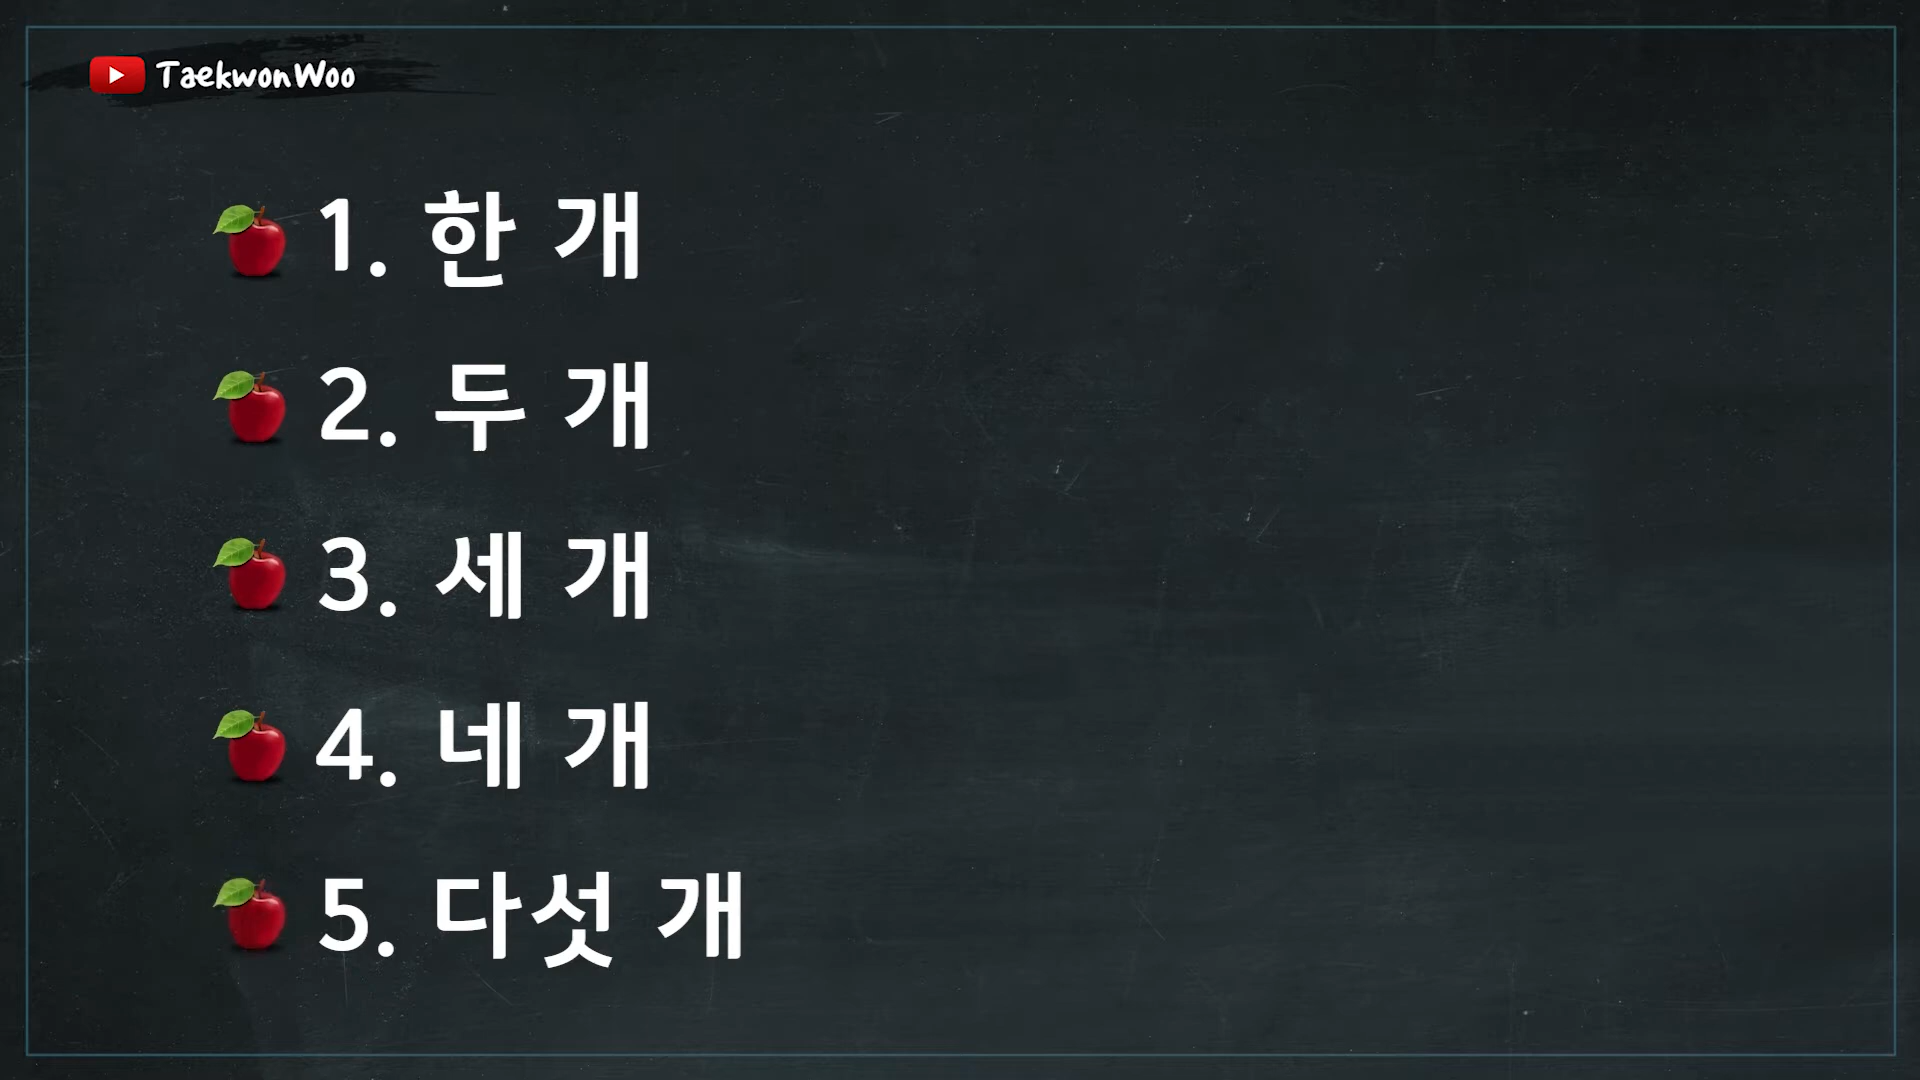 TaekwonWoo
1. 한 개
2. 두 개
3. 세 개
4. 네 개
5. 다섯 개